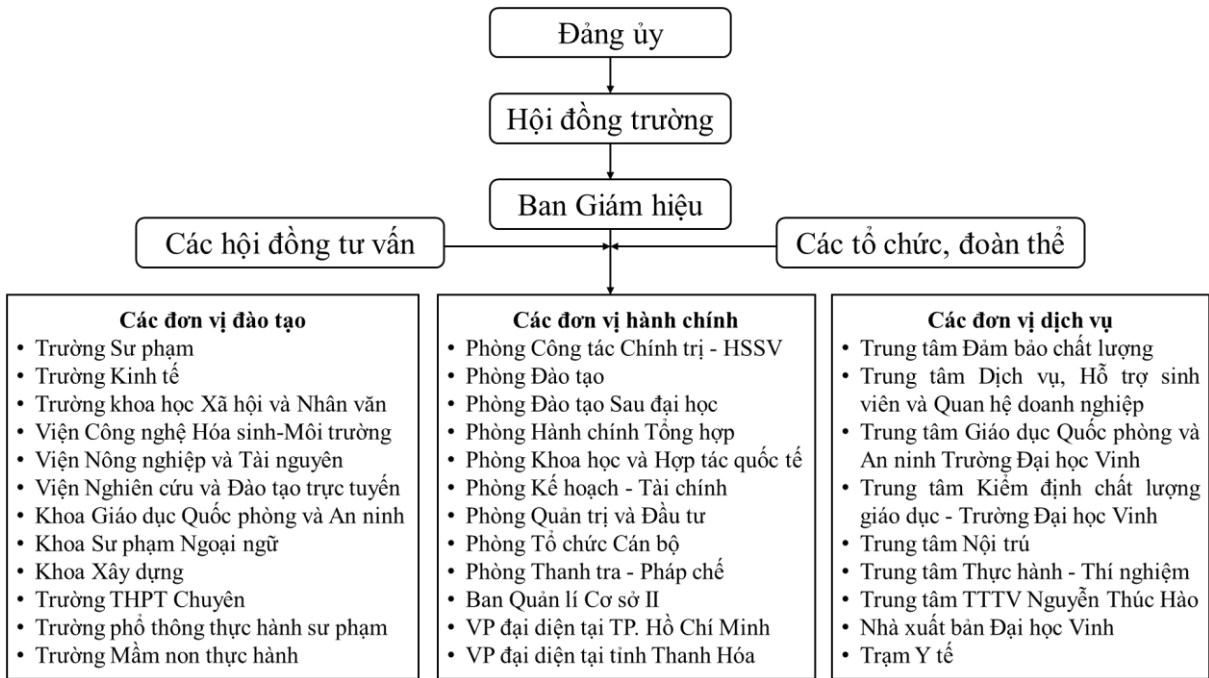 Đảng ủy
Hội đồng trường
Ban Giám hiệu
Các hội đồng tư vấn
Các tổ chức, đoàn thể
Các đơn vị đào tạo
• Trường Sư phạm
• Trường Kinh tế
• Trường khoa học Xã hội và Nhân văn
• Viện Công nghệ Hóa sinh-Môi trường
• Viện Nông nghiệp và Tài nguyên
• Viện Nghiên cứu và Đào tạo trực tuyến
• Khoa Giáo dục Quốc phòng và An ninh
• Khoa Sư phạm Ngoại ngữ
• Khoa Xây dựng
• Trường THPT Chuyên
• Trường phổ thông thực hành sư phạm
• Trường Mầm non thực hành
Các đơn vị hành chính
• Phòng Công tác Chính trị - HSSV
• Phòng Đào tạo
• Phòng Đào tạo Sau đại học
• Phòng Hành chính Tổng hợp
• Phòng Khoa học và Hợp tác quốc tế
• Phòng Kế hoạch - Tài chính
• Phòng Quản trị và Đầu tư
• Phòng Tổ chức Cán bộ
• Phòng Thanh tra - Pháp chế
• Ban Quản lí Cơ sở II
• VP đại diện tại TP. Hồ Chí Minh
• VP đại diện tại tỉnh Thanh Hóa
Các đơn vị dịch vụ
• Trung tâm Đảm bảo chất lượng
• Trung tâm Dịch vụ, Hỗ trợ sinh
viên và Quan hệ doanh nghiệp
• Trung tâm Giáo dục Quốc phòng và
An ninh Trường Đại học Vinh
• Trung tâm Kiểm định chất lượng
giáo dục - Trường Đại học Vinh
• Trung tâm Nội trú
• Trung tâm Thực hành - Thí nghiệm
• Trung tâm TTTV Nguyễn Thúc Hào
• Nhà xuất bản Đại học Vinh
• Trạm Y tế